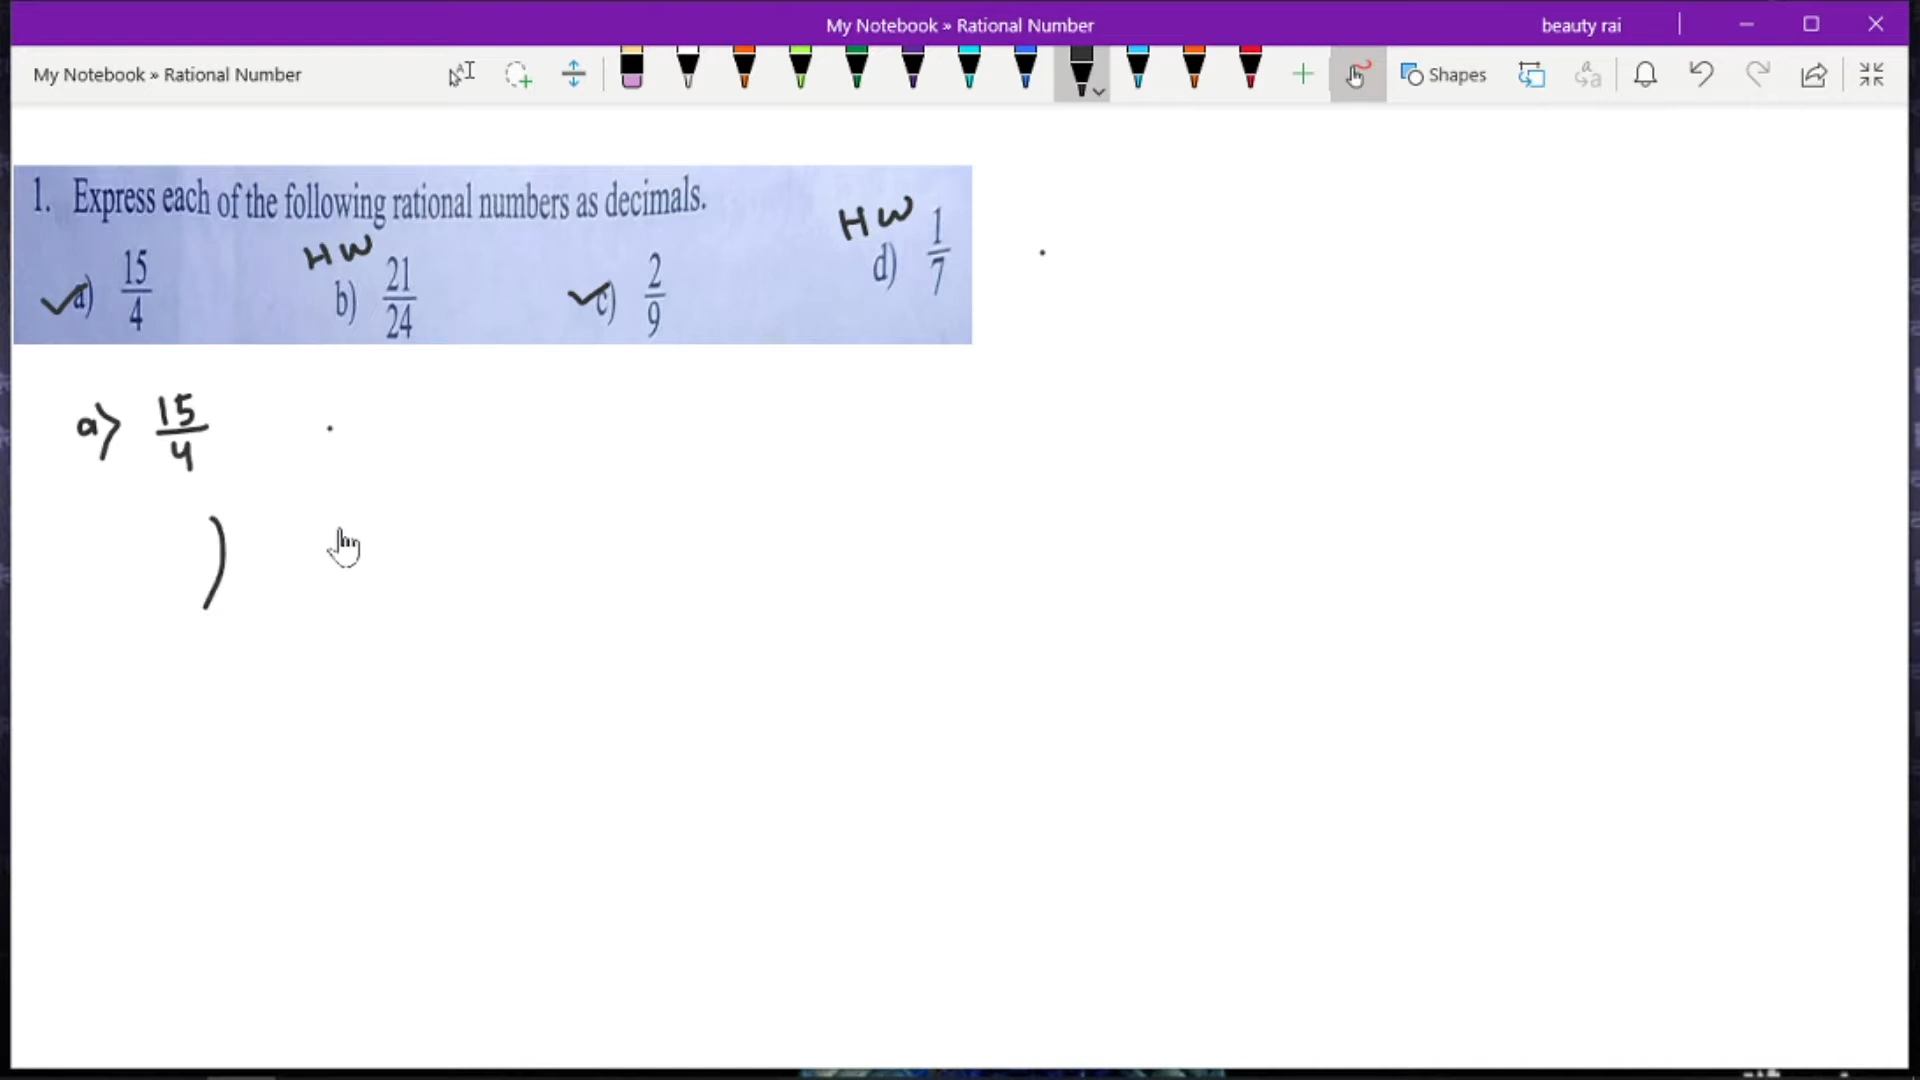 My Notebook » Rational Number
beauty rai
My Notebook » Rational Number
Shapes
1. Express each of the following rational numbers as decimals.
HW HW
a) 15/4 b) 21/24 c) 2/9 d) 1/7
a) 15/4
)